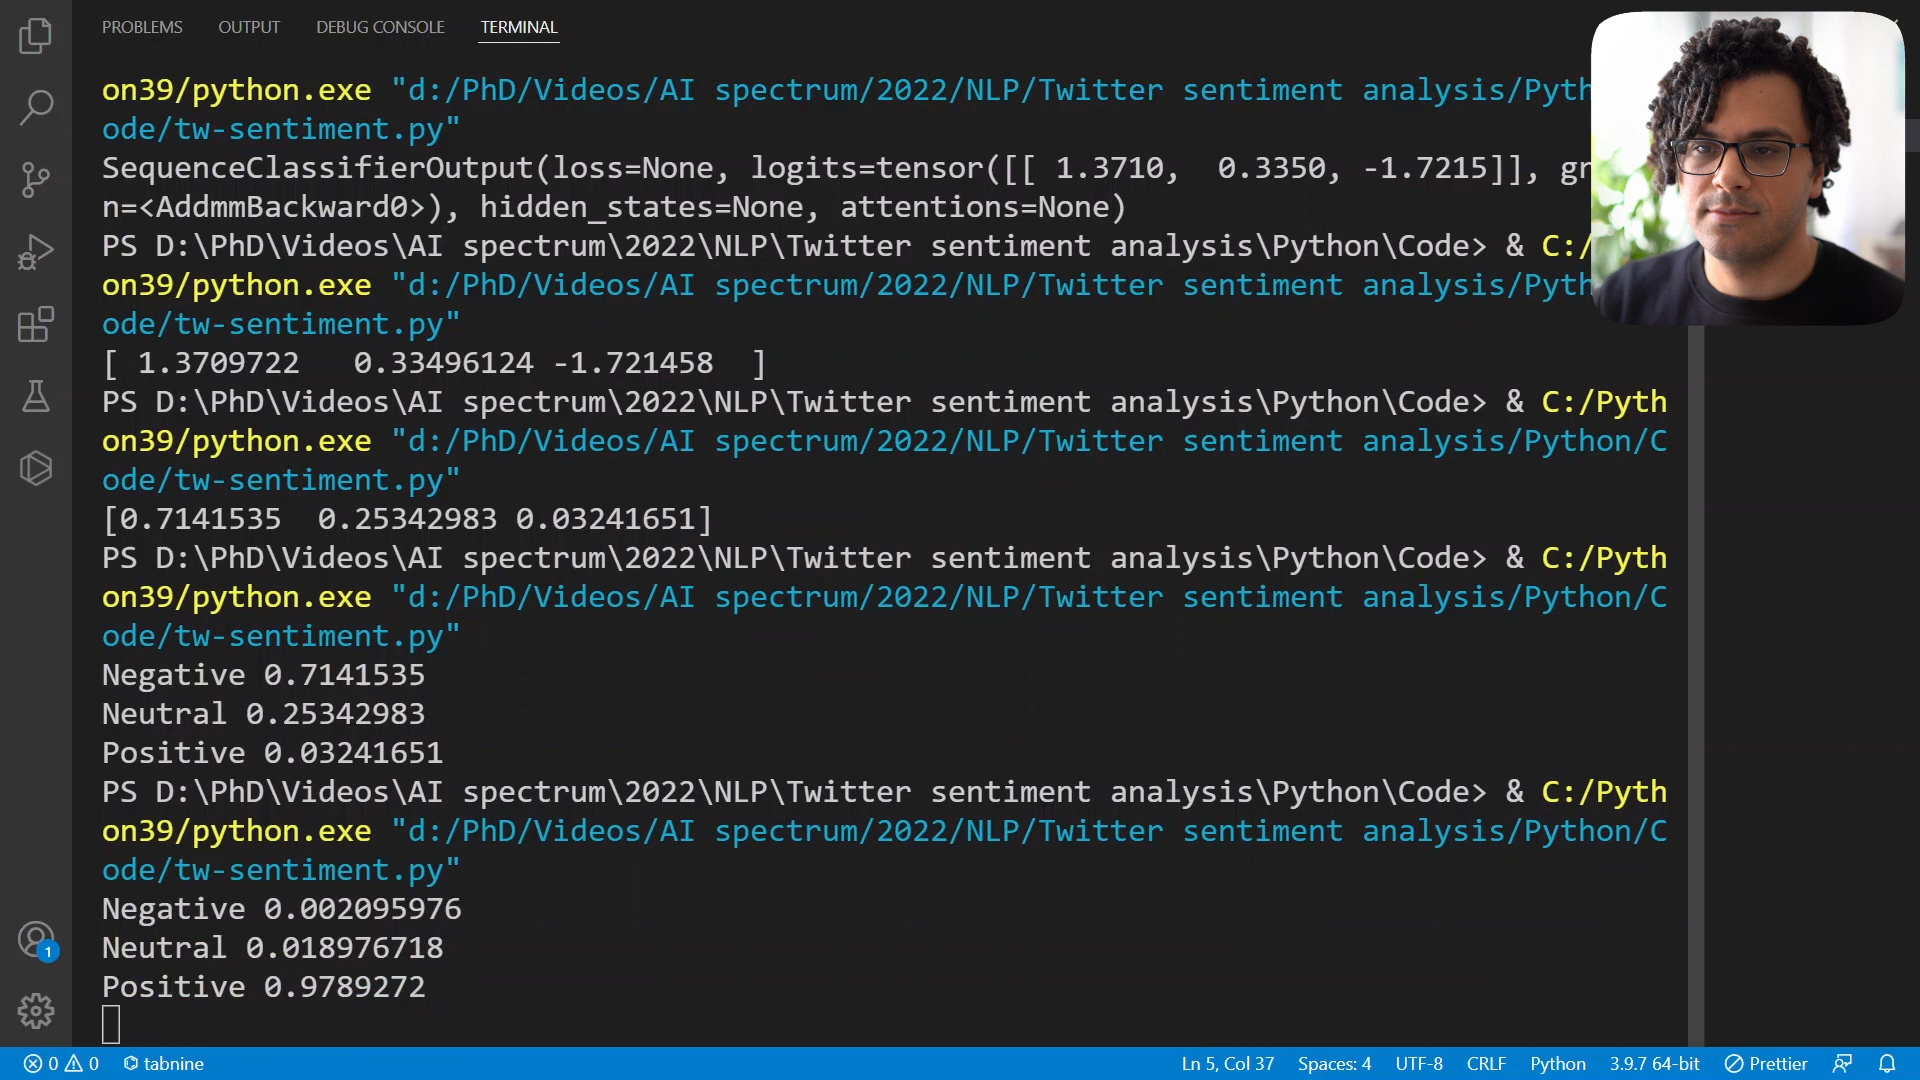 PROBLEMS OUTPUT DEBUG CONSOLE TERMINAL
on39/python.exe "d:/PhD/Videos/AI spectrum/2022/NLP/Twitter sentiment analysis/Pyth
ode/tw-sentiment.py"
SequenceClassifierOutput(loss=None, logits=tensor([[ 1.3710,  0.3350, -1.7215]], gr
n=<AddmmBackward0>), hidden_states=None, attentions=None)
PS D:\PhD\Videos\AI spectrum\2022\NLP\Twitter sentiment analysis\Python\Code> & C:/
on39/python.exe "d:/PhD/Videos/AI spectrum/2022/NLP/Twitter sentiment analysis/Pyth
ode/tw-sentiment.py"
[ 1.3709722   0.33496124 -1.721458  ]
PS D:\PhD\Videos\AI spectrum\2022\NLP\Twitter sentiment analysis\Python\Code> & C:/Pyth
on39/python.exe "d:/PhD/Videos/AI spectrum/2022/NLP/Twitter sentiment analysis/Python/C
ode/tw-sentiment.py"
[0.7141535  0.25342983 0.03241651]
PS D:\PhD\Videos\AI spectrum\2022\NLP\Twitter sentiment analysis\Python\Code> & C:/Pyth
on39/python.exe "d:/PhD/Videos/AI spectrum/2022/NLP/Twitter sentiment analysis/Python/C
ode/tw-sentiment.py"
Negative 0.7141535
Neutral 0.25342983
Positive 0.03241651
PS D:\PhD\Videos\AI spectrum\2022\NLP\Twitter sentiment analysis\Python\Code> & C:/Pyth
on39/python.exe "d:/PhD/Videos/AI spectrum/2022/NLP/Twitter sentiment analysis/Python/C
ode/tw-sentiment.py"
Negative 0.002095976
Neutral 0.018976718
Positive 0.9789272
1
0 0 tabnine Ln 5, Col 37 Spaces: 4 UTF-8 CRLF Python 3.9.7 64-bit Prettier